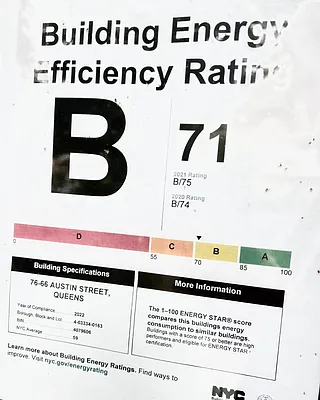 Building Energy
Efficiency Rating
B
71
2021 Rating
B/75
2020 Rating
B/74
D
C
B
A
0
55
70
85
100
Building Specifications
76-66 AUSTIN STREET,
QUEENS
Year of Compliance 2022
Borough, Block and Lot 4-03334-0163
BIN 4079606
NYC Average 59
More Information
The 1–100 ENERGY STAR® score
compares this buildings energy
consumption to similar buildings.
Buildings with a score of 75 or better are high
performers and eligible for ENERGY STAR
certification.
Learn more about Building Energy Ratings. Find ways to
improve. Visit nyc.gov/energyrating
NYC